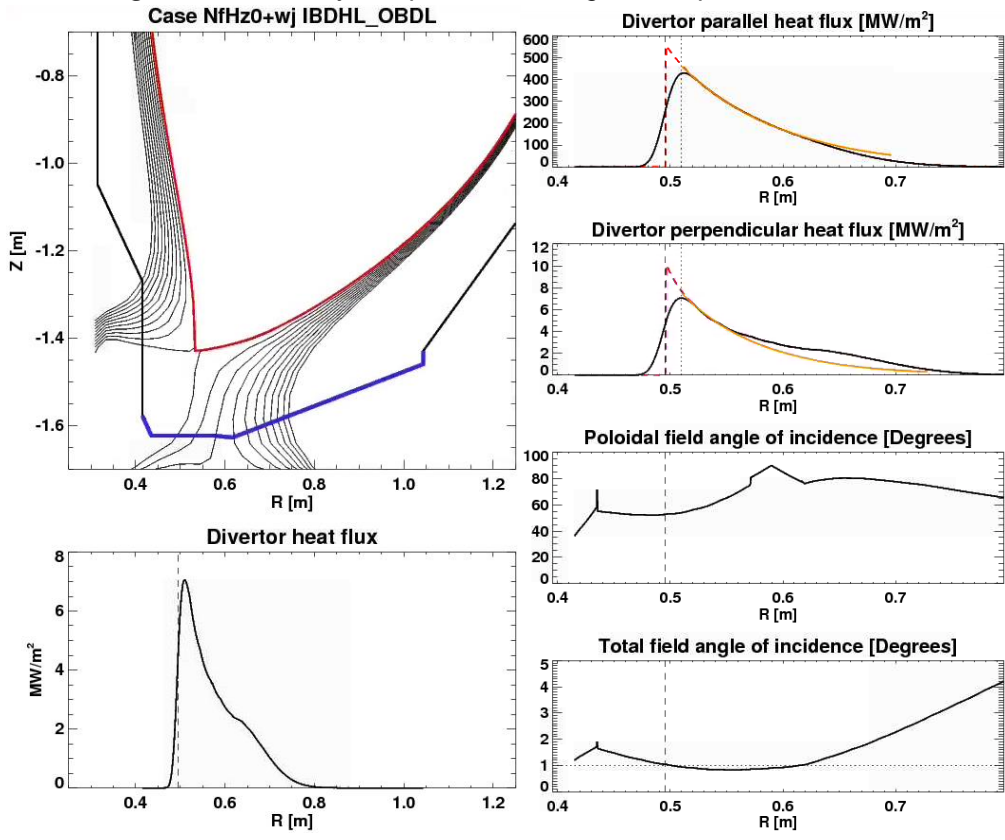 Case NfHz0+wj IBDHL_OBDL
-0.8
-1.0
-1.2
-1.4
-1.6
Z [m]
0.4 0.6 0.8 1.0 1.2
R [m]
Divertor heat flux
8
6
4
2
0
MW/m²
0.4 0.6 0.8 1.0 1.2
R [m]
Divertor parallel heat flux [MW/m²]
600
500
400
300
200
100
0
0.4 0.5 0.6 0.7
R [m]
Divertor perpendicular heat flux [MW/m²]
12
10
8
6
4
2
0
0.4 0.5 0.6 0.7
R [m]
Poloidal field angle of incidence [Degrees]
100
80
60
40
20
0
0.4 0.5 0.6 0.7
R [m]
Total field angle of incidence [Degrees]
5
4
3
2
1
0
0.4 0.5 0.6 0.7
R [m]